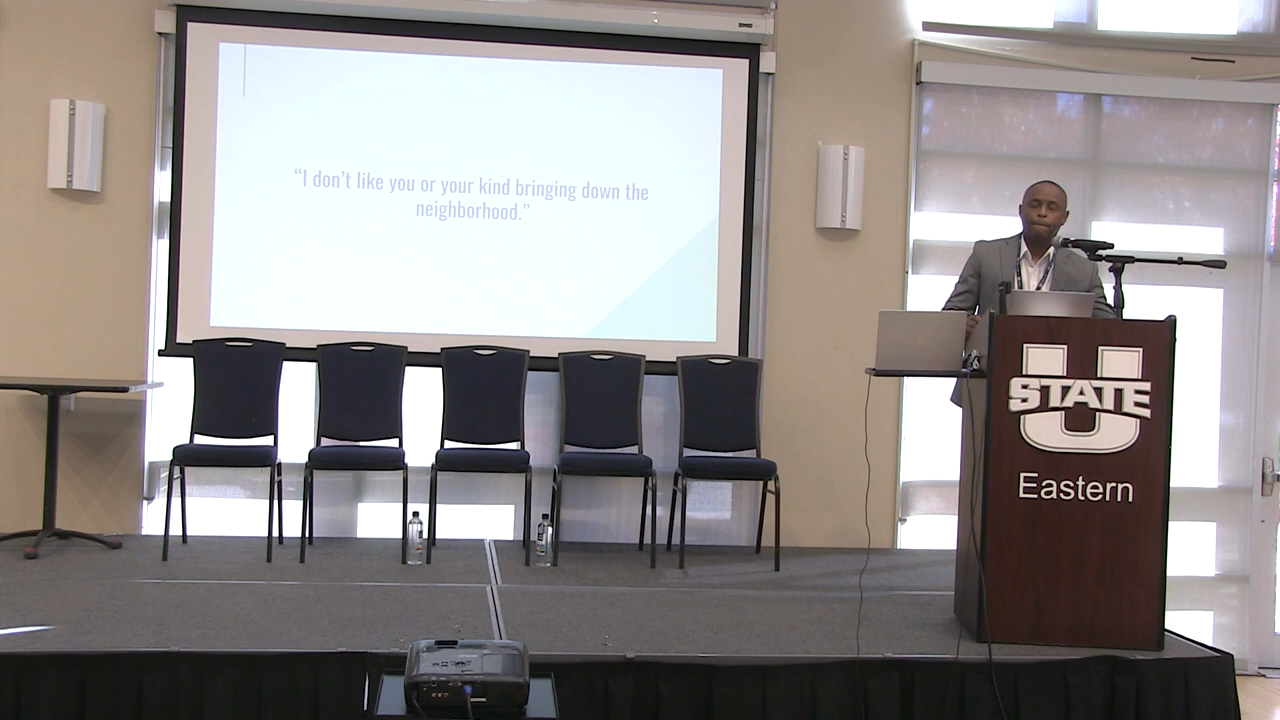 “I don’t like you or your kind bringing down the
neighborhood.”
U
STATE
Eastern